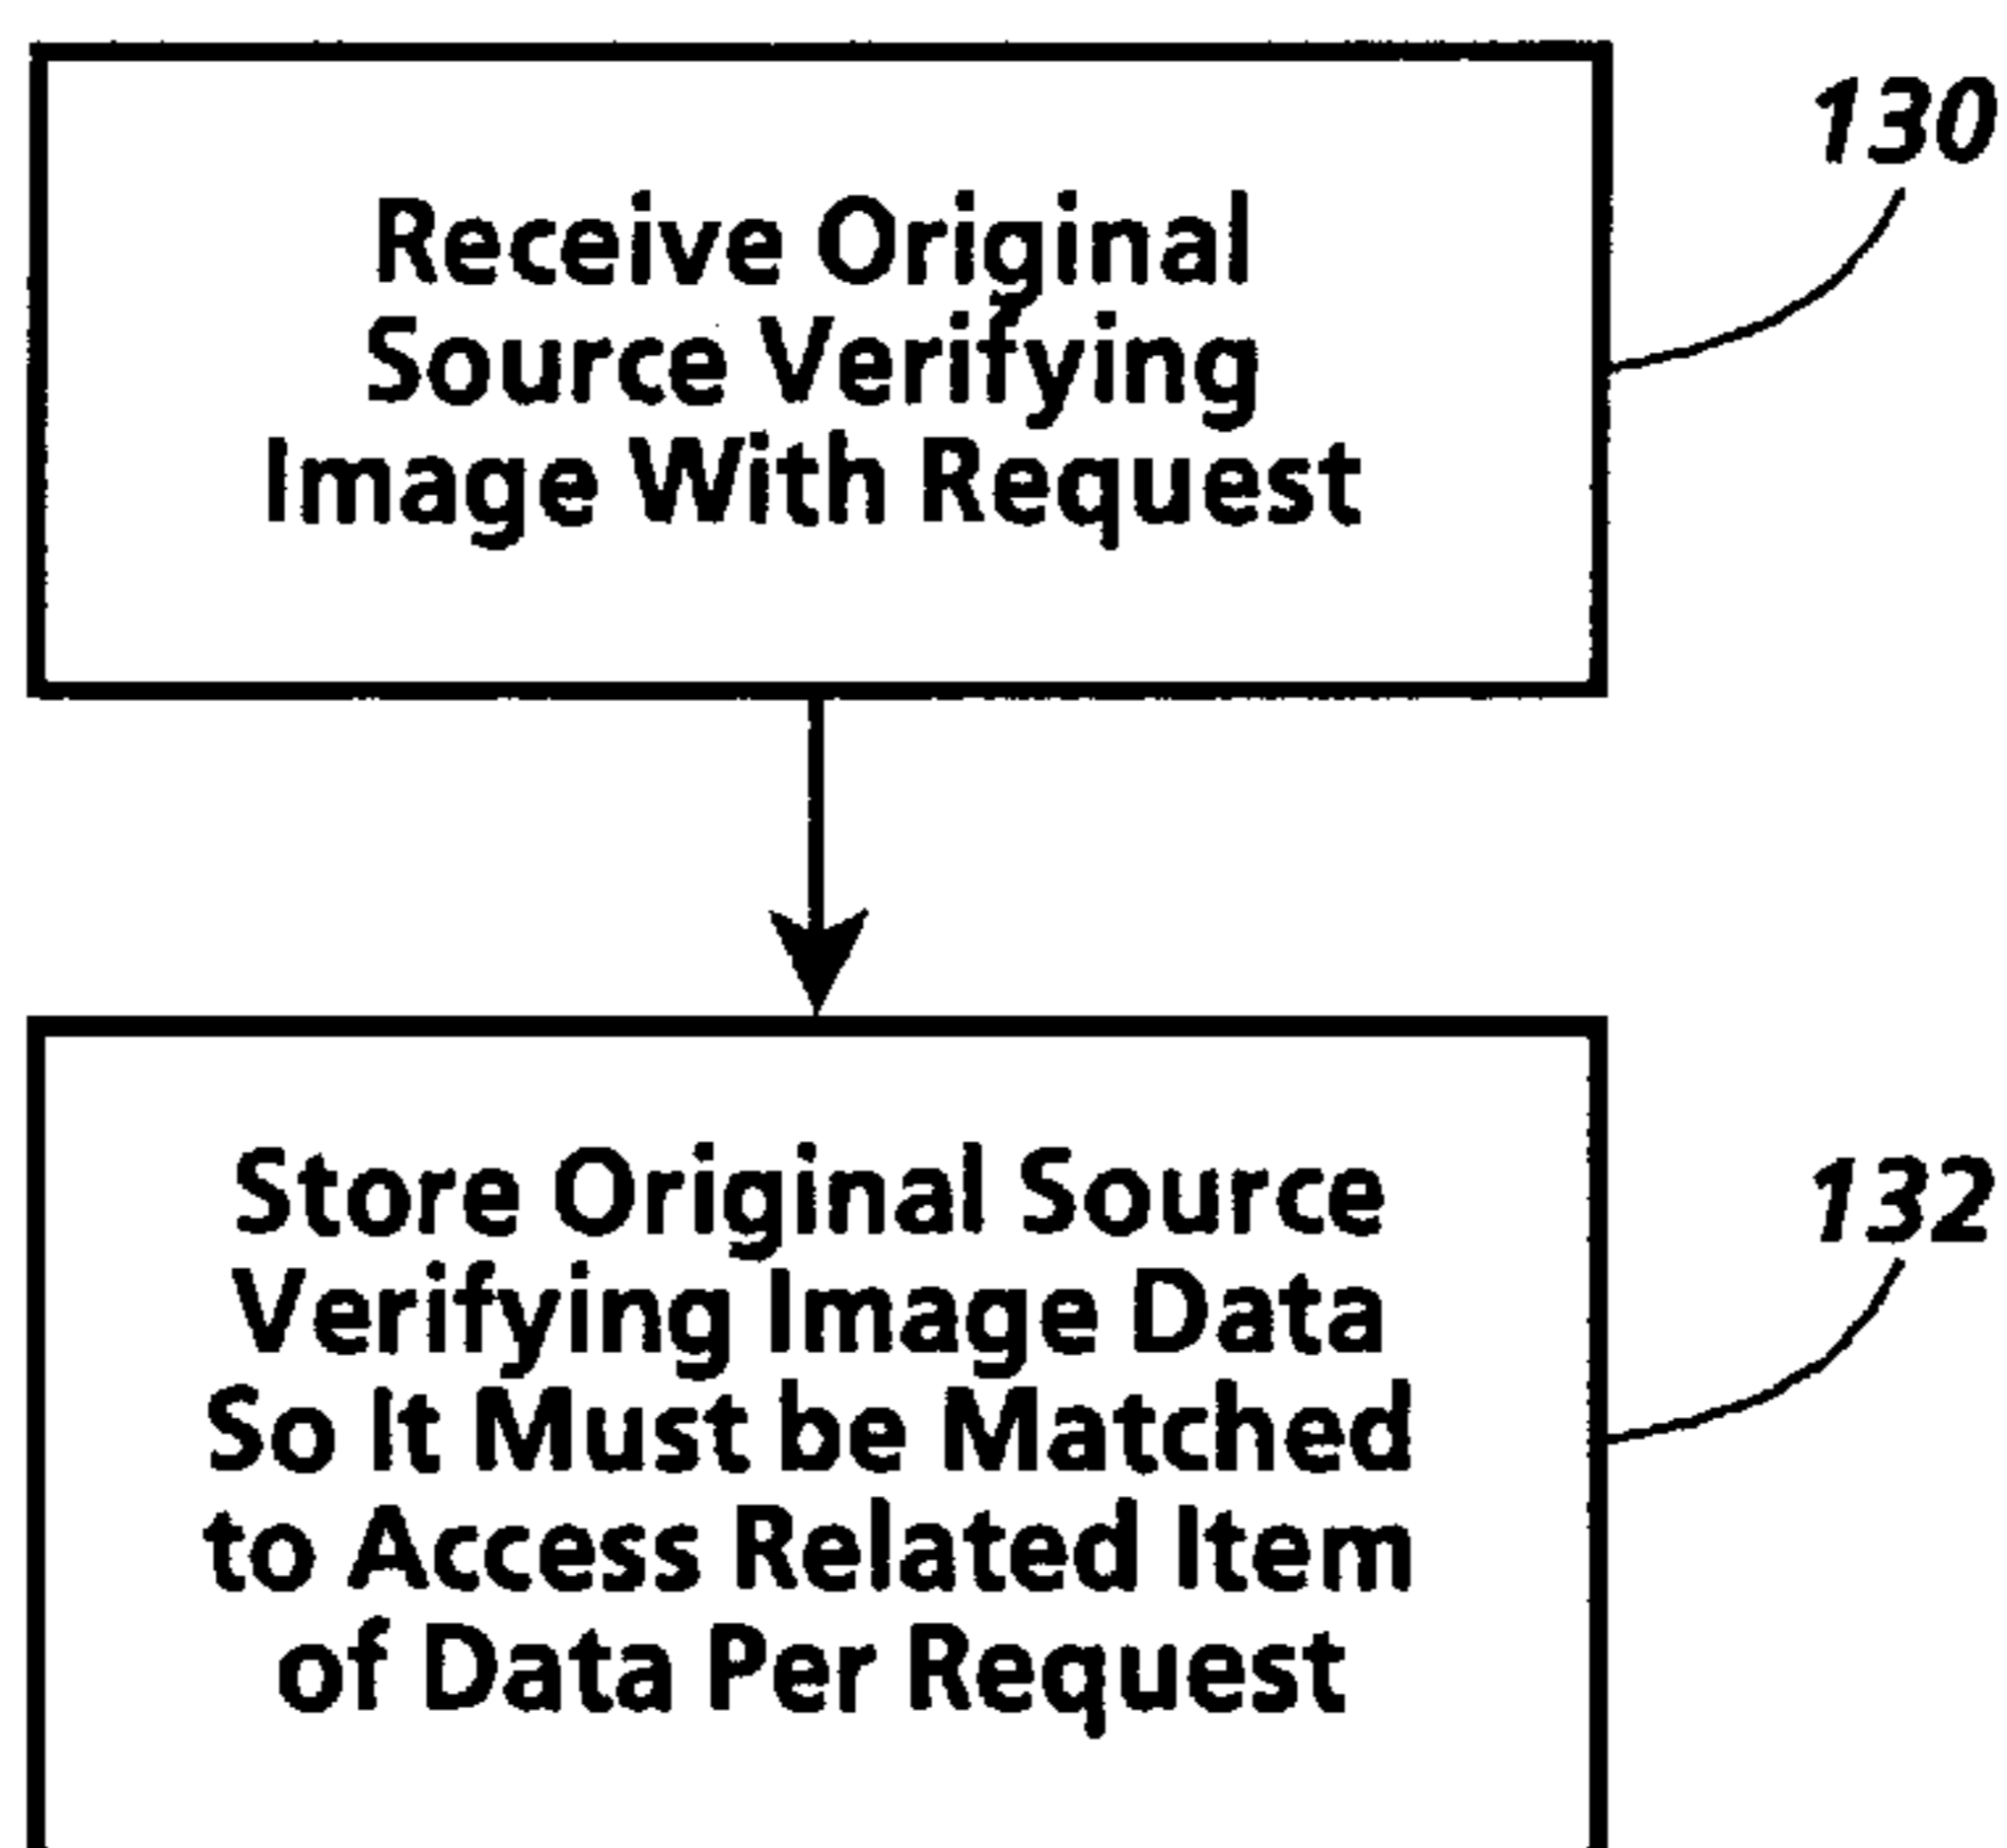 130
Receive Original
Source Verifying
Image With Request
132
Store Original Source
Verifying Image Data
So It Must be Matched
to Access Related Item
of Data Per Request